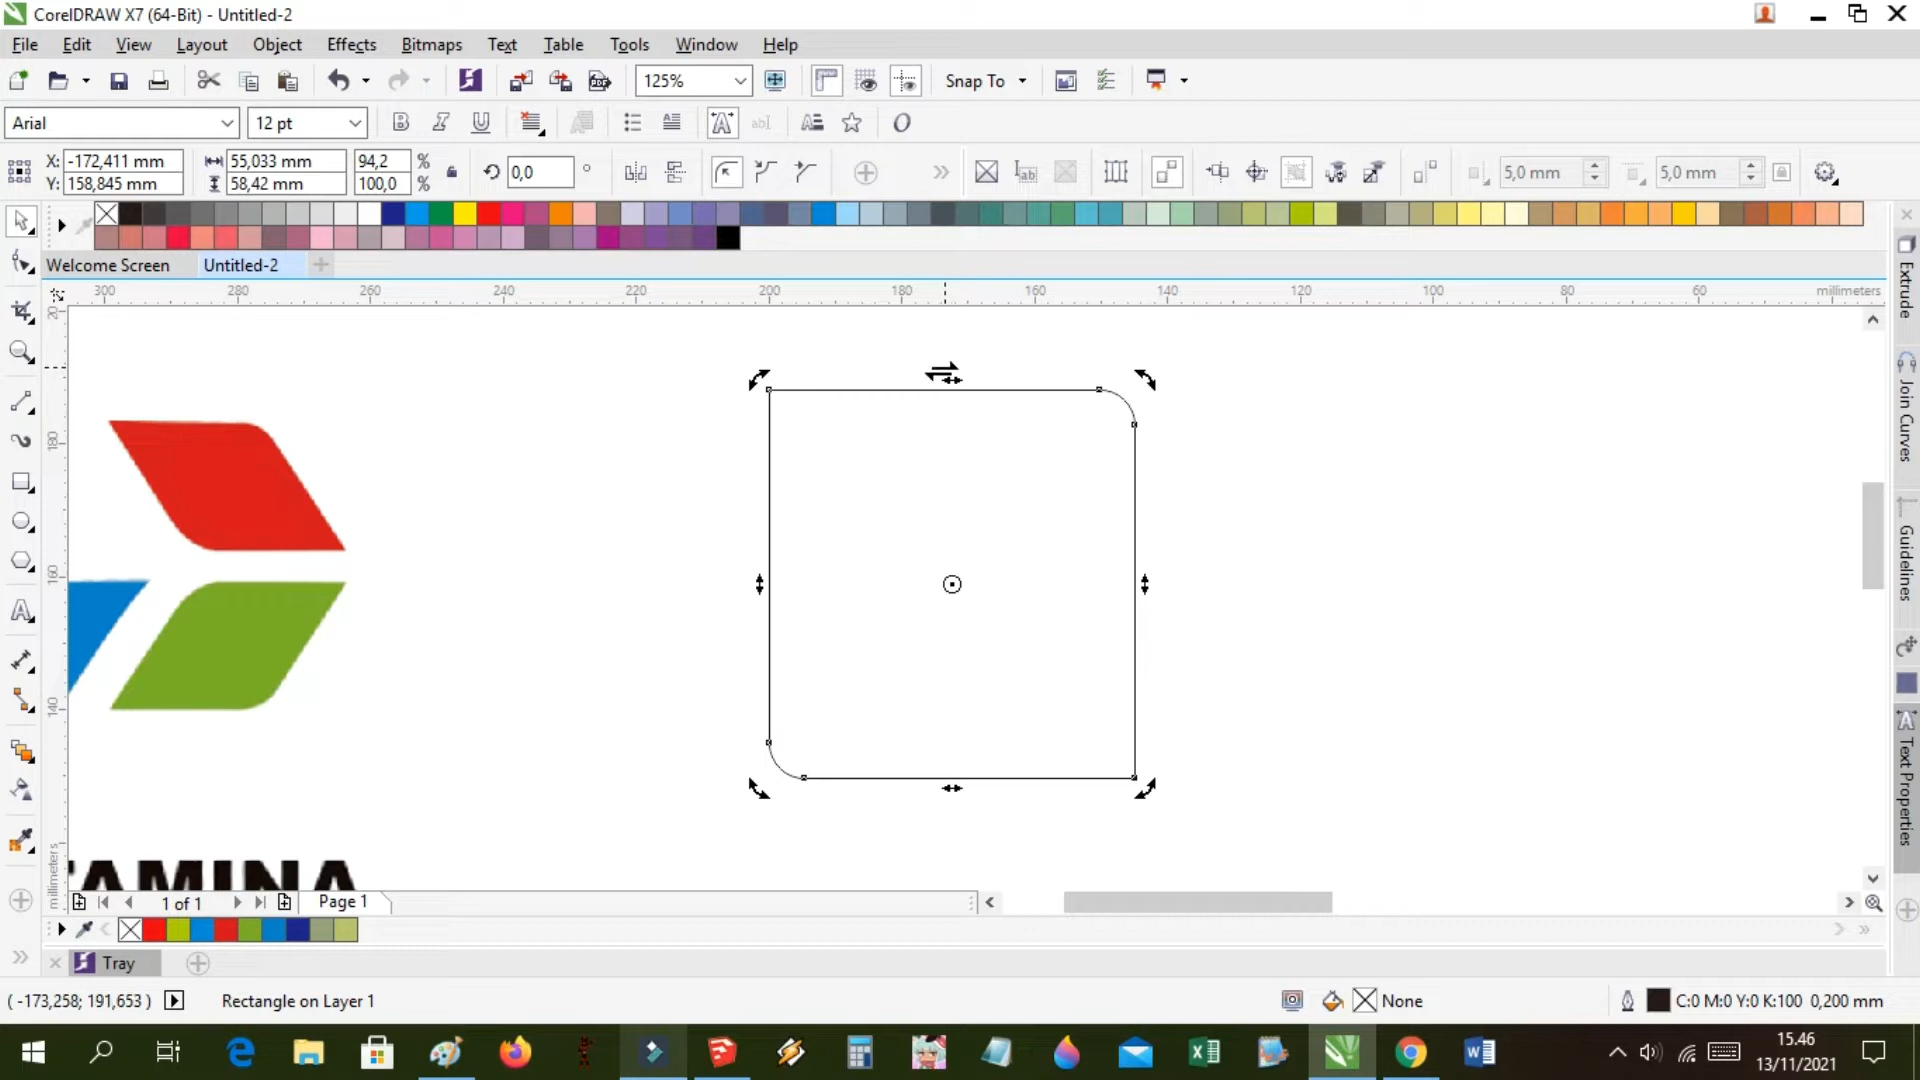 CorelDRAW X7 (64-Bit) - Untitled-2
File Edit View Layout Object Effects Bitmaps Text Table Tools Window Help
125% Snap To
Arial 12 pt
X: -172,411 mm 55,033 mm 94,2 % 0,0 ° 5,0 mm 5,0 mm
Y: 158,845 mm 58,42 mm 100,0 %
Welcome Screen Untitled-2
300 280 260 240 220 200 180 160 140 120 100 80 60 millimeters
180
160
140
millimeters
Extrude
Join Curves
Guidelines
Text Properties
TAMINA
1 of 1 Page 1
Tray
( -173,258; 191,653 ) Rectangle on Layer 1 None C:0 M:0 Y:0 K:100 0,200 mm
15.46
13/11/2021